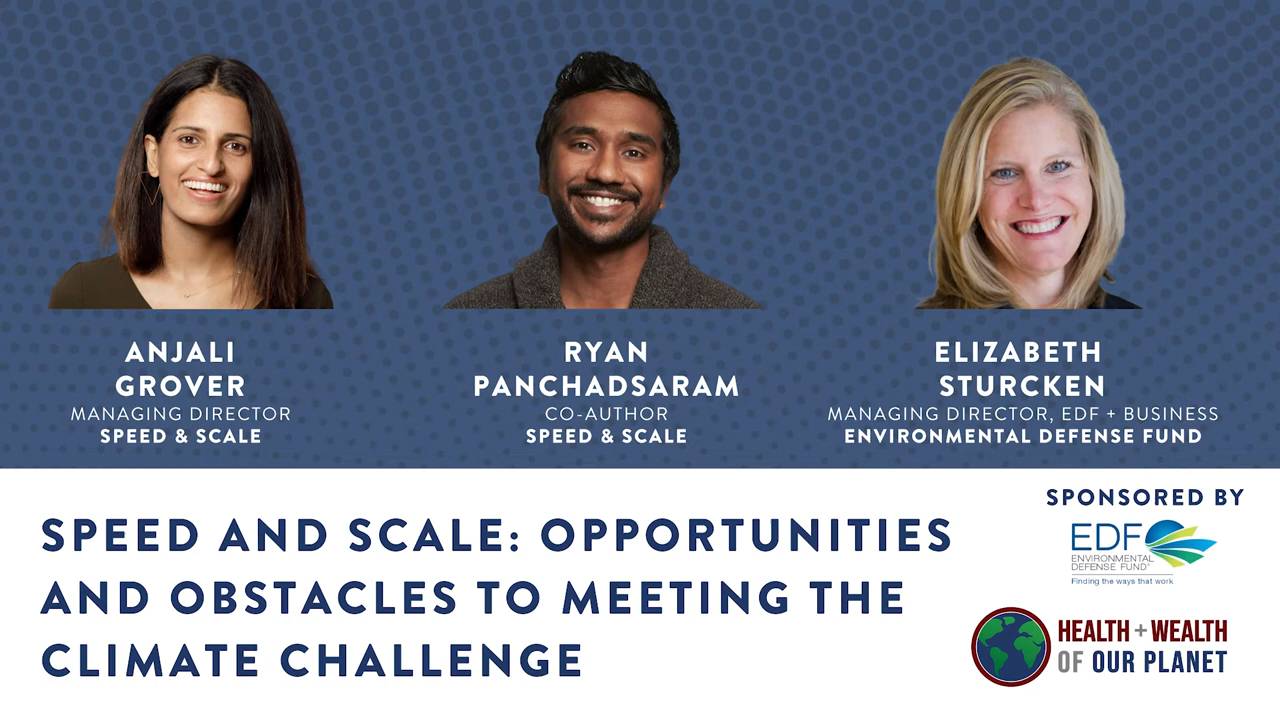 ANJALI
GROVER
MANAGING DIRECTOR
SPEED & SCALE
RYAN
PANCHADSARAM
CO-AUTHOR
SPEED & SCALE
ELIZABETH
STURCKEN
MANAGING DIRECTOR, EDF + BUSINESS
ENVIRONMENTAL DEFENSE FUND
SPEED AND SCALE: OPPORTUNITIES
AND OBSTACLES TO MEETING THE
CLIMATE CHALLENGE
SPONSORED BY
EDF
ENVIRONMENTAL
DEFENSE FUND®
Finding the ways that work
HEALTH + WEALTH
OF OUR PLANET